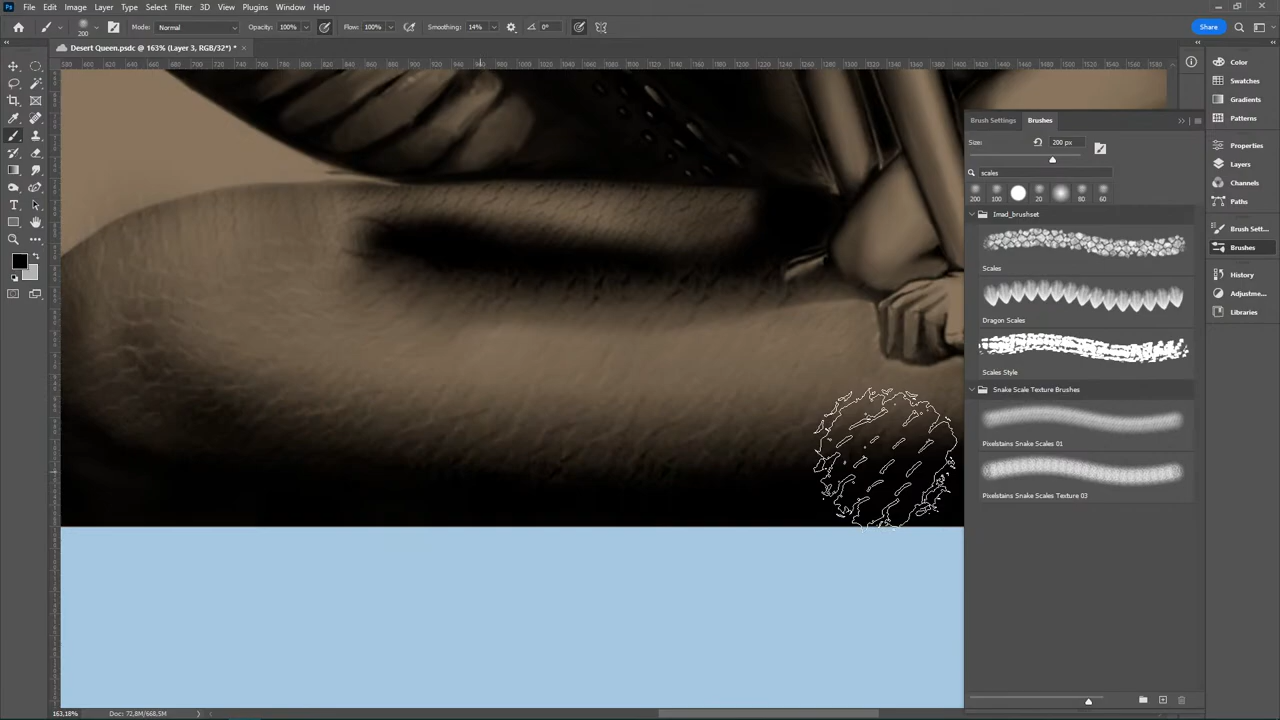 Ps File Edit Image Layer Type Select Filter 3D View Plugins Window Help
200 Mode: Normal Opacity: 100% Flow: 100% Smoothing: 14% 0° Share
Desert Queen.psdc @ 163% (Layer 3, RGB/32*) *
Brush Settings Brushes
Size: 200 px
scales
200 100 20 80 60
Imad_brushset
Scales
Dragon Scales
Scales Style
Snake Scale Texture Brushes
Pixelstains Snake Scales 01
Pixelstains Snake Scales Texture 03
Color
Swatches
Gradients
Patterns
Properties
Layers
Channels
Paths
Brush Sett...
Brushes
History
Adjustme...
Libraries
163,18% Doc: 72,8M/668,5M